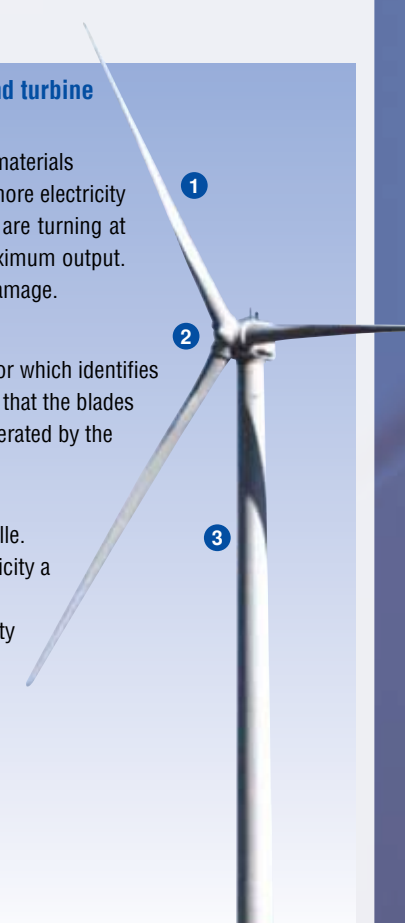 d turbine
materials
more electricity
are turning at
ximum output.
amage.
or which identifies
that the blades
erated by the
lle.
icity a
ty
1
2
3